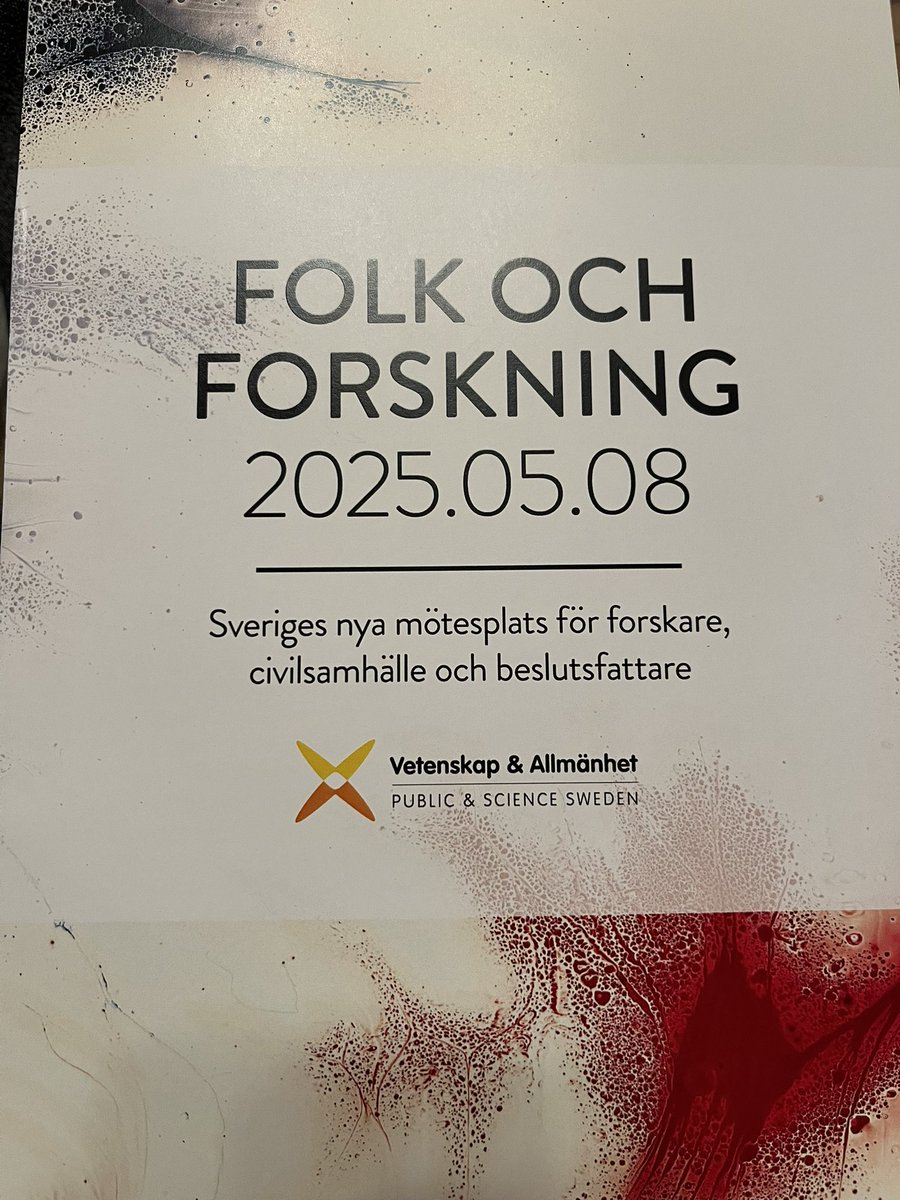 FOLK OCH
FORSKNING
2025.05.08
Sveriges nya mötesplats för forskare,
civilsamhälle och beslutsfattare
Vetenskap & Allmänhet
PUBLIC & SCIENCE SWEDEN